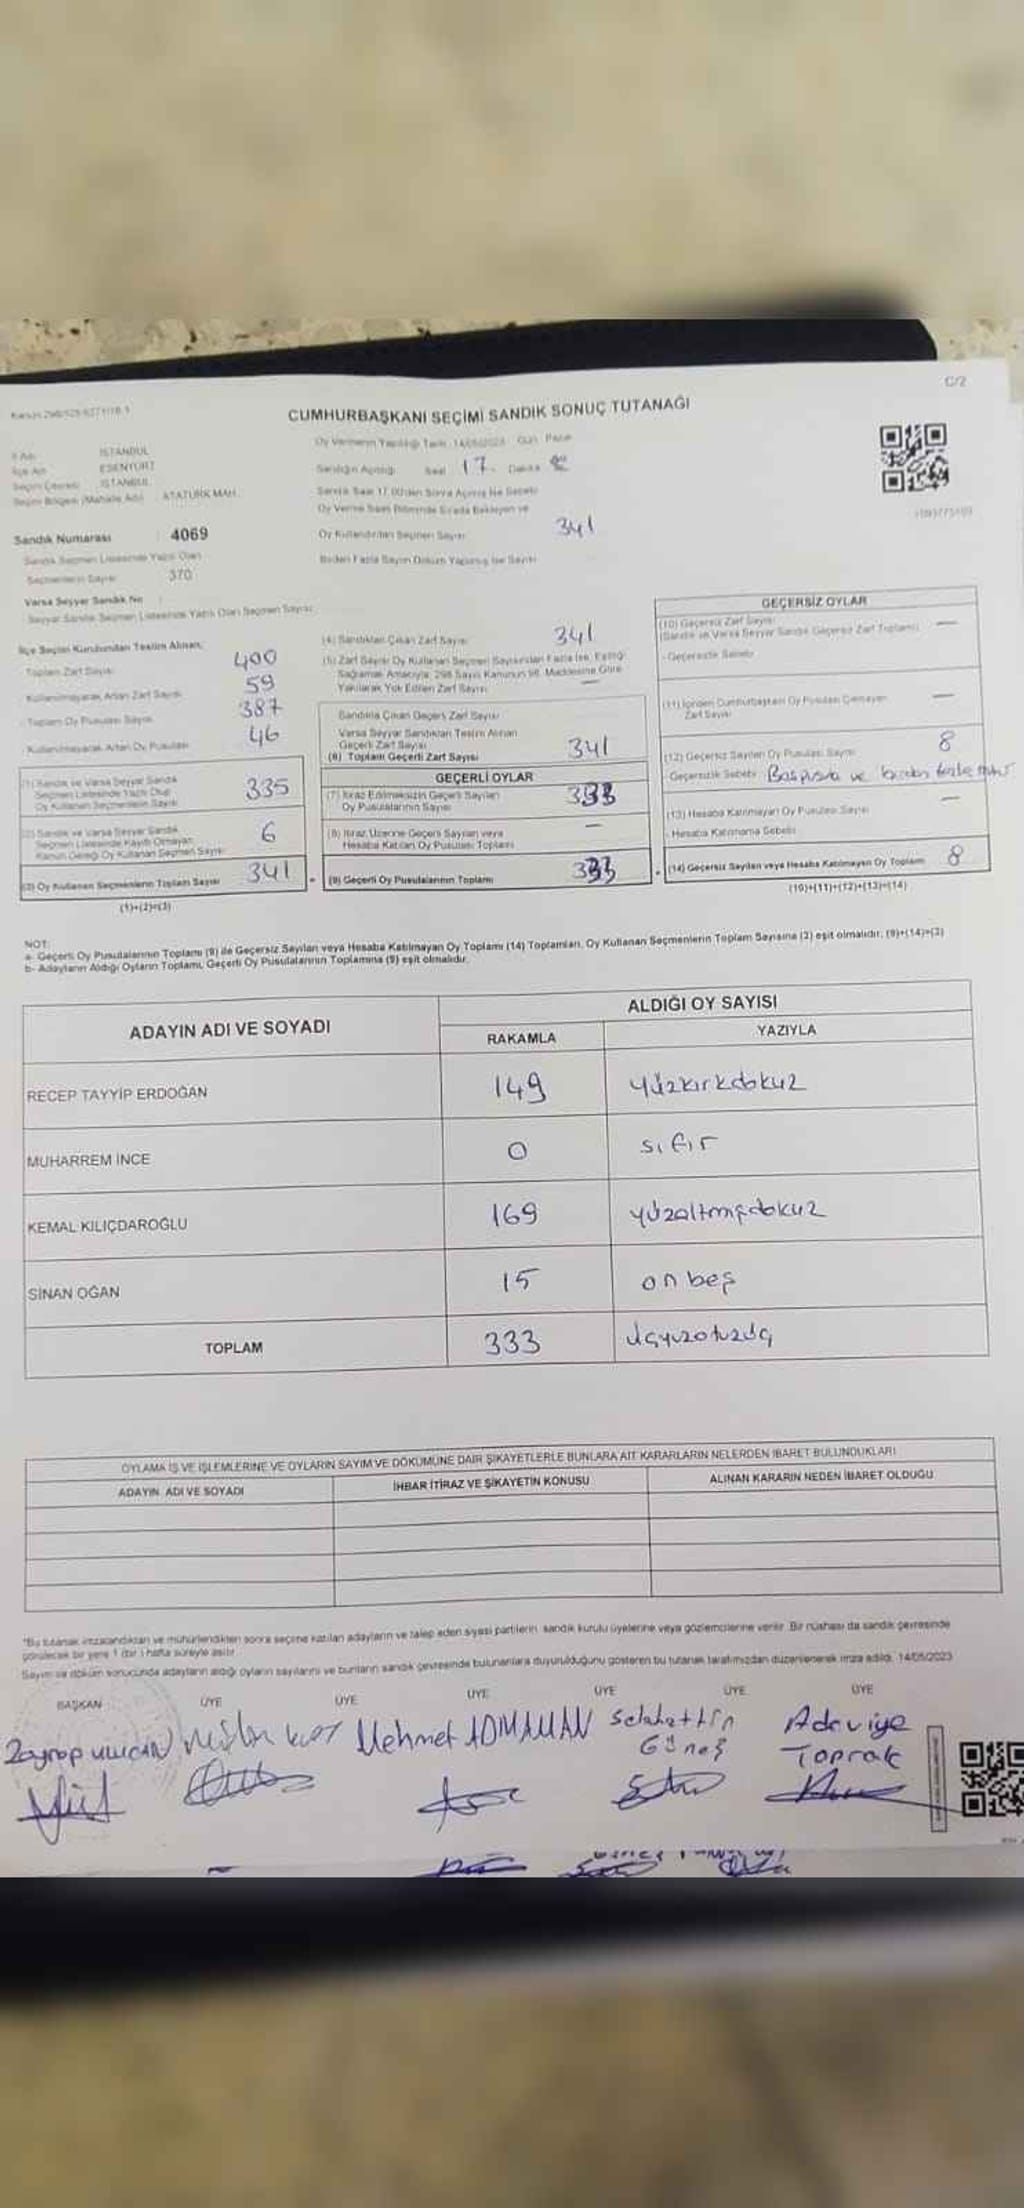 C/2
CUMHURBAŞKANI SEÇİMİ SANDIK SONUÇ TUTANAĞI
İl Adı İSTANBUL
İlçe Adı ESENYURT
Seçim Çevresi İSTANBUL
Seçim Bölgesi (Mahalle Adı) ATATÜRK MAH.
Sandık Numarası 4069
Sandık Seçmen Listesinde Yazılı Olan
Seçmenlerin Sayısı 370
Varsa Seyyar Sandık No
Seyyar Sandık Seçmen Listesinde Yazılı Olan Seçmen Sayısı
Oy Vermenin Yapıldığı Tarih 14/05/2023 Gün Pazar
Sandığın Açıldığı Saat 17. Dakika
Sandık Saat 17.00'den Sonra Açılmış İse Sebebi
Oy Verme Saati Bitiminde Sırada Bekleyen ve
Oy Kullandırılan Seçmen Sayısı 341
Birden Fazla Sayım Döküm Yapılmış İse Sayısı
İlçe Seçim Kurulundan Teslim Alınan;
Toplam Zarf Sayısı 400
Kullanılmayarak Artan Zarf Sayısı 59
Toplam Oy Pusulası Sayısı 387
Kullanılmayarak Artan Oy Pusulası 46
(1) Sandık ve Varsa Seyyar Sandık
Seçmen Listesinde Yazılı Olup
Oy Kullanan Seçmenlerin Sayısı 335
(2) Sandık ve Varsa Seyyar Sandık
Seçmen Listesinde Kayıtlı Olmayan
Kanun Gereği Oy Kullanan Seçmen Sayısı 6
(3) Oy Kullanan Seçmenlerin Toplam Sayısı 341
(1)+(2)=(3)
(4) Sandıktan Çıkan Zarf Sayısı 341
(5) Zarf Sayısı Oy Kullanan Seçmen Sayısından Fazla İse, Eşitliği
Sağlamak Amacıyla, 298 Sayılı Kanunun 98. Maddesine Göre
Yakılarak Yok Edilen Zarf Sayısı —
Sandıkta Çıkan Geçerli Zarf Sayısı
Varsa Seyyar Sandıktan Teslim Alınan
Geçerli Zarf Sayısı
(6) Toplam Geçerli Zarf Sayısı 341
GEÇERLİ OYLAR
(7) İtiraz Edilmeksizin Geçerli Sayılan
Oy Pusulalarının Sayısı 333
(8) İtiraz Üzerine Geçerli Sayılan veya
Hesaba Katılan Oy Pusulası Toplamı —
(9) Geçerli Oy Pusulalarının Toplamı 333
GEÇERSİZ OYLAR
(10) Geçersiz Zarf Sayısı
(Sandık ve Varsa Seyyar Sandık Geçersiz Zarf Toplamı) —
- Geçersizlik Sebebi
(11) İçinden Cumhurbaşkanı Oy Pusulası Çıkmayan
Zarf Sayısı —
(12) Geçersiz Sayılan Oy Pusulası Sayısı 8
Geçersizlik Sebebi Boş pusula ve birden fazla mühür
(13) Hesaba Katılmayan Oy Pusulası Sayısı —
- Hesaba Katılmama Sebebi
(14) Geçersiz Sayılan veya Hesaba Katılmayan Oy Toplamı 8
(10)+(11)+(12)+(13)=(14)
NOT:
a- Geçerli Oy Pusulalarının Toplamı (9) ile Geçersiz Sayılan veya Hesaba Katılmayan Oy Toplamı (14) Toplamları, Oy Kullanan Seçmenlerin Toplam Sayısına (3) eşit olmalıdır. (9)+(14)=(3)
b- Adayların Aldığı Oyların Toplamı, Geçerli Oy Pusulalarının Toplamına (9) eşit olmalıdır.
ADAYIN ADI VE SOYADI
ALDIĞI OY SAYISI
RAKAMLA YAZIYLA
RECEP TAYYİP ERDOĞAN 149 yüzkırkdokuz
MUHARREM İNCE 0 sıfır
KEMAL KILIÇDAROĞLU 169 yüzaltmışdokuz
SİNAN OĞAN 15 on beş
TOPLAM 333 üçyüzotuzüç
OYLAMA İŞ VE İŞLEMLERİNE VE OYLARIN SAYIM VE DÖKÜMÜNE DAİR ŞİKAYETLERLE BUNLARA AİT KARARLARIN NELERDEN İBARET BULUNDUKLARI
ADAYIN ADI VE SOYADI
İHBAR İTİRAZ VE ŞİKAYETİN KONUSU
ALINAN KARARIN NEDEN İBARET OLDUĞU
*Bu tutanak imzalandıktan ve mühürlendikten sonra seçime katılan adayların ve talep eden siyasi partilerin, sandık kurulu üyelerine veya gözlemcilerine verilir. Bir nüshası da sandık çevresinde
görülecek bir yere 1 (bir) hafta süreyle asılır.
Sayım ve döküm sonucunda adayların aldığı oyların sayılarını ve bunların sandık çevresinde bulunanlara duyurulduğunu gösteren bu tutanak tarafımızdan düzenlenerek imza edildi. 14/05/2023
BAŞKAN ÜYE ÜYE ÜYE ÜYE ÜYE ÜYE
Mehmet ADMAMAN Selahattin Güneş Adeviye Toprak